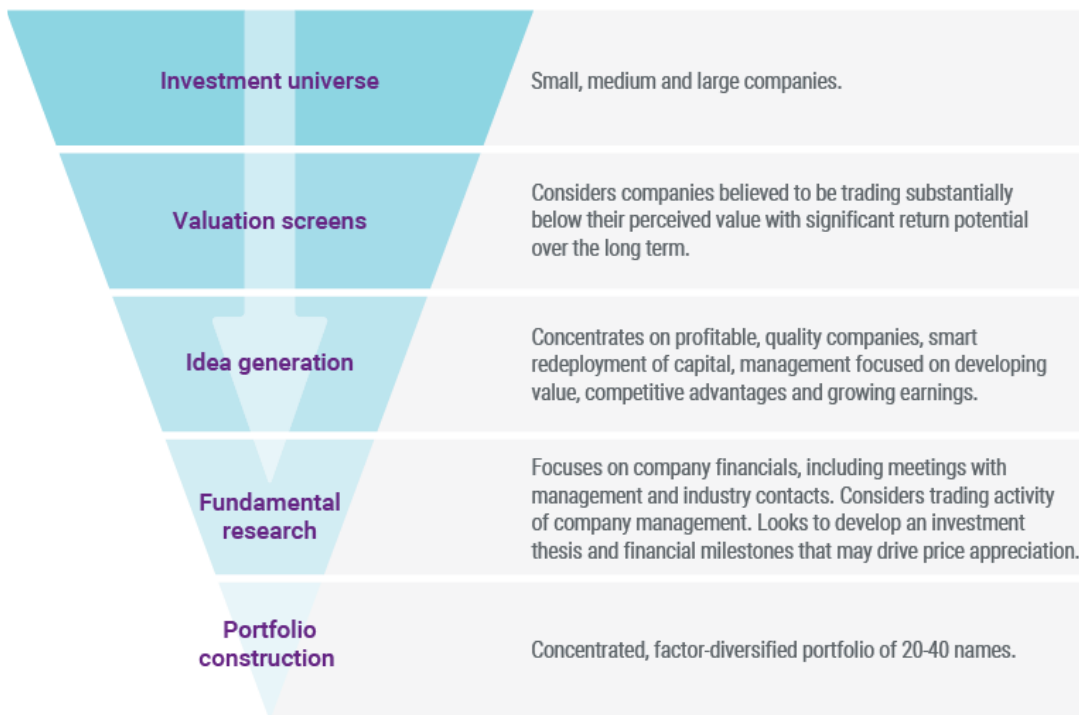 Investment universe
Small, medium and large companies.
Valuation screens
Considers companies believed to be trading substantially
below their perceived value with significant return potential
over the long term.
Idea generation
Concentrates on profitable, quality companies, smart
redeployment of capital, management focused on developing
value, competitive advantages and growing earnings.
Fundamental
research
Focuses on company financials, including meetings with
management and industry contacts. Considers trading activity
of company management. Looks to develop an investment
thesis and financial milestones that may drive price appreciation.
Portfolio
construction
Concentrated, factor-diversified portfolio of 20-40 names.